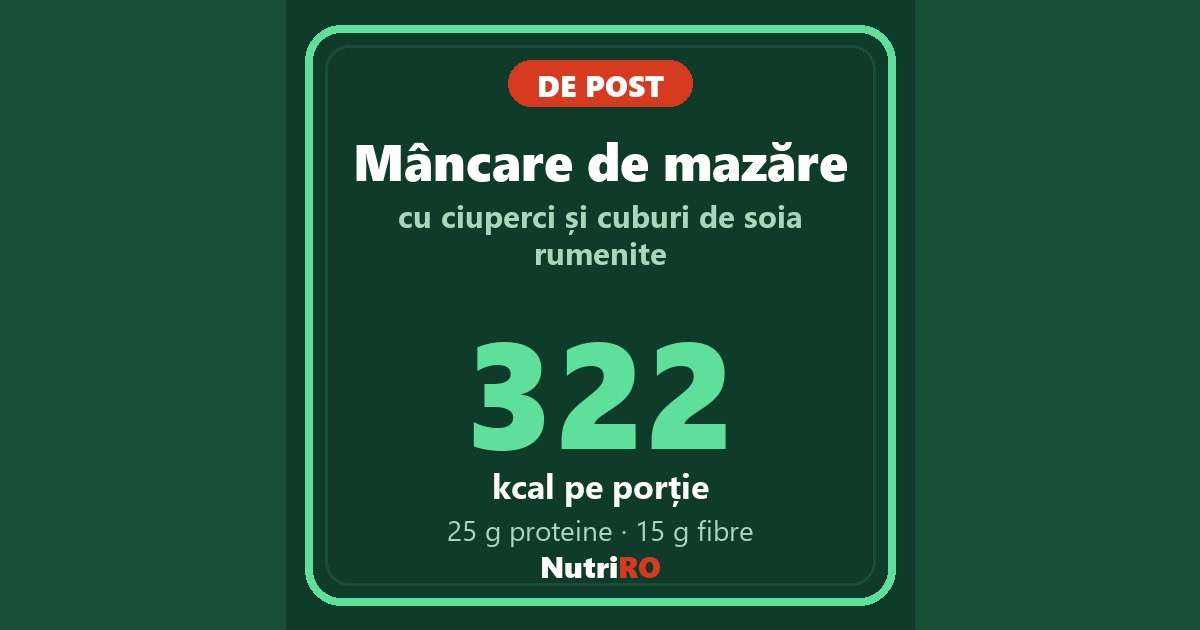 DE POST
Mâncare de mazăre
cu ciuperci și cuburi de soia
rumenite
322
kcal pe porție
25 g proteine · 15 g fibre
NutriRO